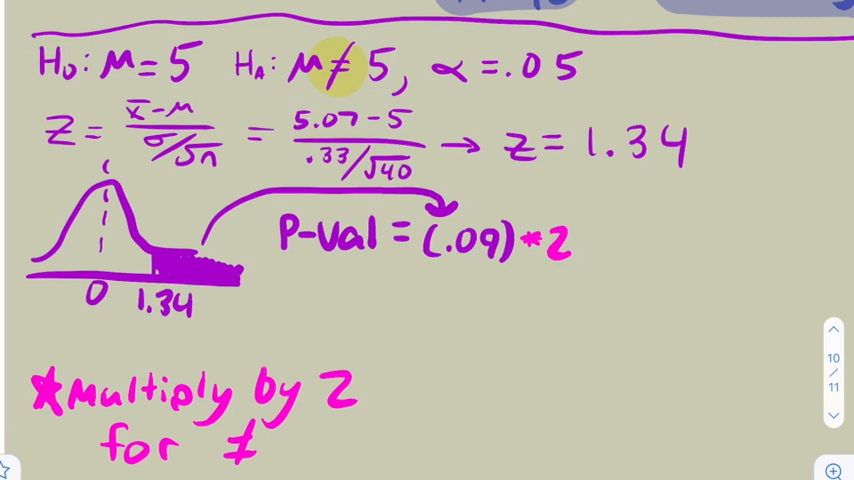 H₀: μ = 5 Hₐ: μ ≠ 5, α = .05
Z = (x̄ - μ)/(σ/√n) = (5.07 - 5)/(.33/√40) → z = 1.34
P-val = (.09) * 2
0 1.34
*Multiply by 2
for ≠
10
/
11